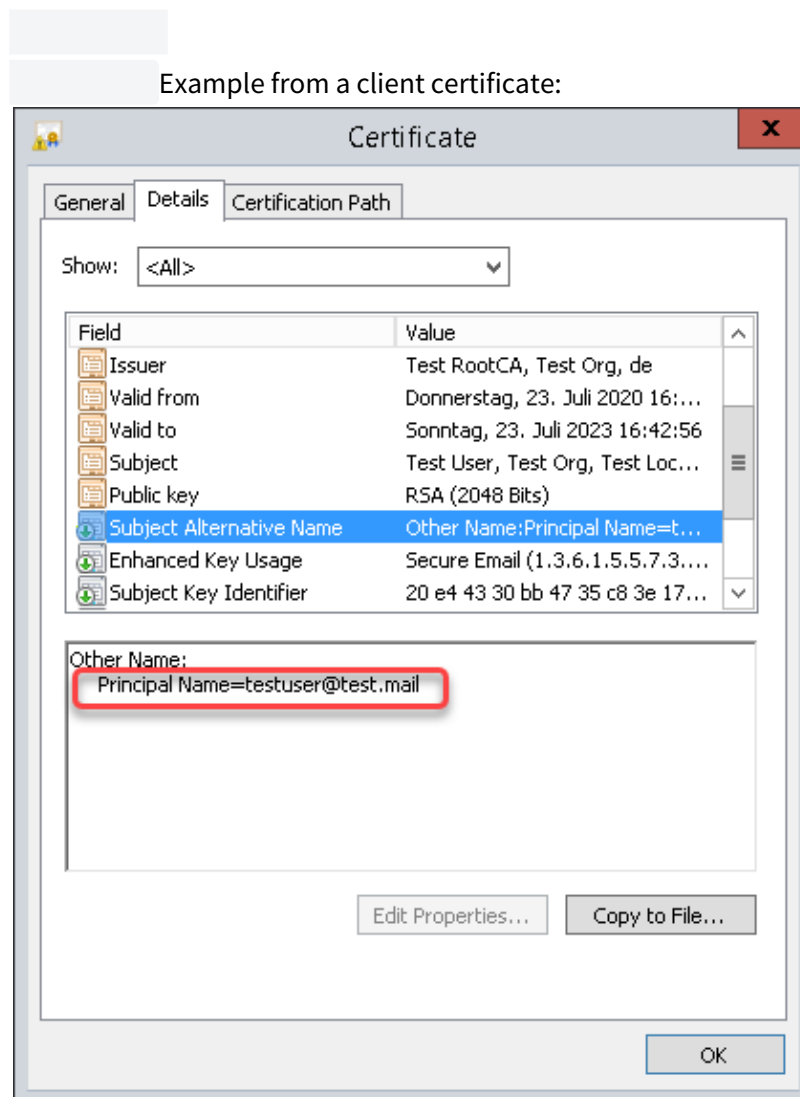 Example from a client certificate:
Certificate
x
General Details Certification Path
Show: <All>
Field Value
Issuer Test RootCA, Test Org, de
Valid from Donnerstag, 23. Juli 2020 16:...
Valid to Sonntag, 23. Juli 2023 16:42:56
Subject Test User, Test Org, Test Loc...
Public key RSA (2048 Bits)
Subject Alternative Name Other Name:Principal Name=t...
Enhanced Key Usage Secure Email (1.3.6.1.5.5.7.3....
Subject Key Identifier 20 e4 43 30 bb 47 35 c8 3e 17...
Other Name:
Principal Name=testuser@test.mail
Edit Properties... Copy to File...
OK